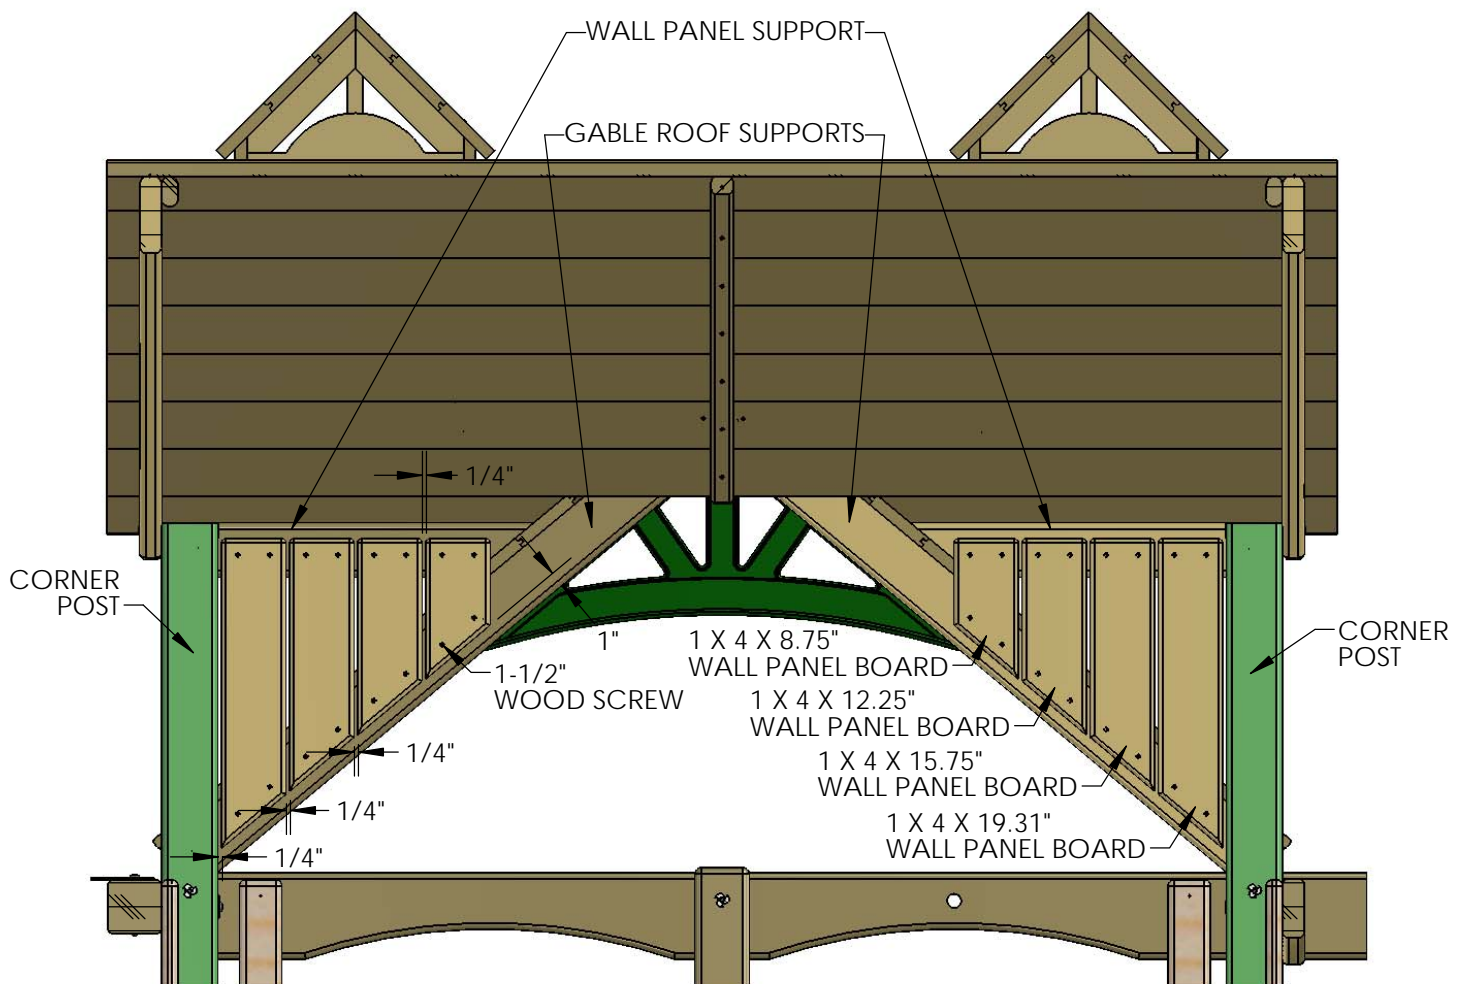 WALL PANEL SUPPORT
GABLE ROOF SUPPORTS
1/4"
CORNER
POST
1"
1-1/2"
WOOD SCREW
1 X 4 X 8.75"
WALL PANEL BOARD
1 X 4 X 12.25"
WALL PANEL BOARD
1 X 4 X 15.75"
WALL PANEL BOARD
1 X 4 X 19.31"
WALL PANEL BOARD
CORNER
POST
1/4"
1/4"
1/4"